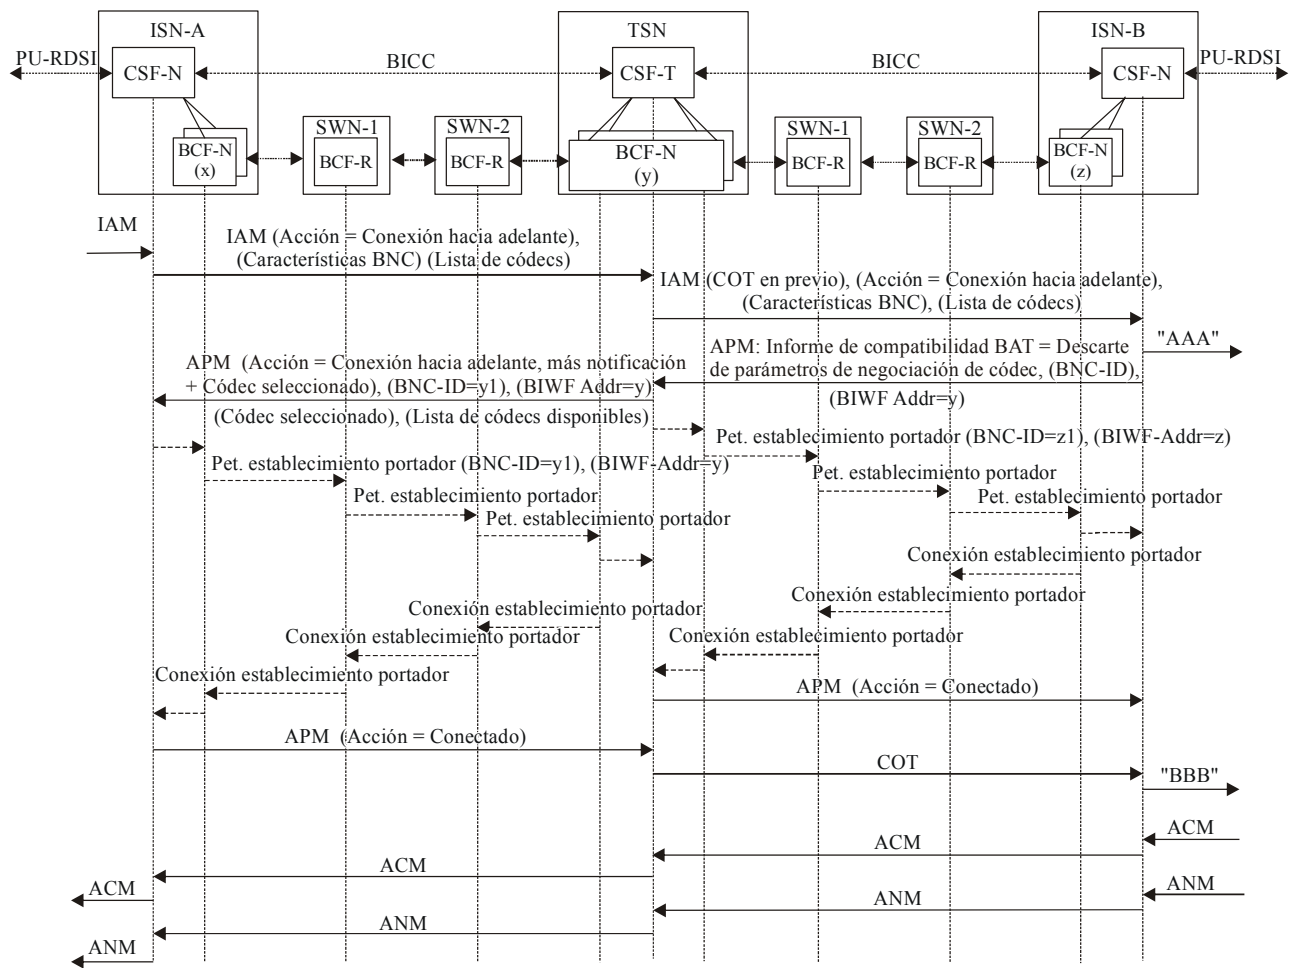 ISN-A
TSN
ISN-B
PU-RDSI
CSF-N
BICC
CSF-T
BICC
CSF-N
PU-RDSI
SWN-1
SWN-2
SWN-1
SWN-2
BCF-N
(x)
BCF-R
BCF-R
BCF-N
(y)
BCF-R
BCF-R
BCF-N
(z)
IAM
IAM (Acción = Conexión hacia adelante),
(Características BNC) (Lista de códecs)
IAM (COT en previo), (Acción = Conexión hacia adelante),
(Características BNC), (Lista de códecs)
"AAA"
APM: Informe de compatibilidad BAT = Descarte
de parámetros de negociación de códec, (BNC-ID),
(BIWF Addr=y)
APM (Acción = Conexión hacia adelante, más notificación
+ Códec seleccionado), (BNC-ID=y1), (BIWF Addr=y)
(Códec seleccionado), (Lista de códecs disponibles)
Pet. establecimiento portador (BNC-ID=z1), (BIWF-Addr=z)
Pet. establecimiento portador (BNC-ID=y1), (BIWF-Addr=y)
Pet. establecimiento portador
Pet. establecimiento portador
Pet. establecimiento portador
Pet. establecimiento portador
Conexión establecimiento portador
Conexión establecimiento portador
Conexión establecimiento portador
Conexión establecimiento portador
Conexión establecimiento portador
Conexión establecimiento portador
APM (Acción = Conectado)
APM (Acción = Conectado)
COT
"BBB"
ACM
ACM
ACM
ACM
ANM
ANM
ANM
ANM